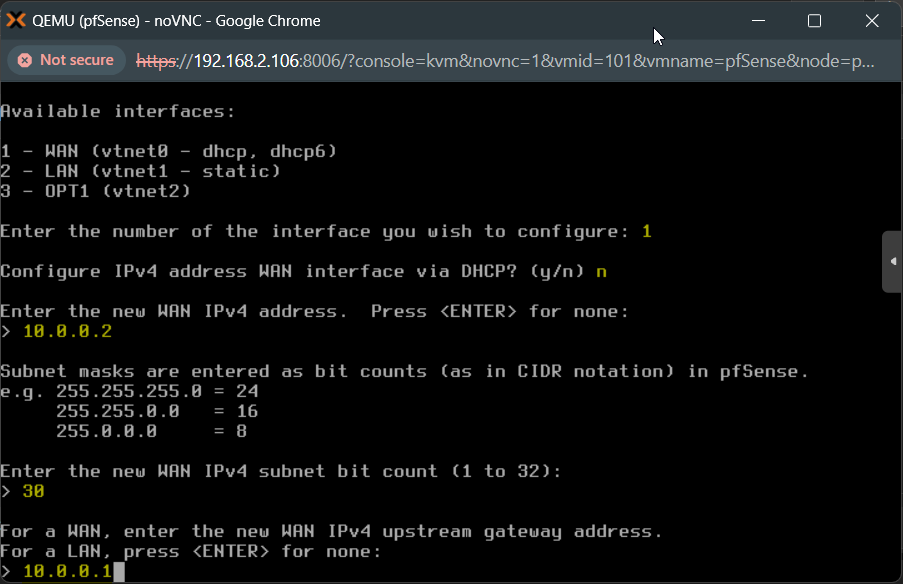 QEMU (pfSense) - noVNC - Google Chrome
Not secure https://192.168.2.106:8006/?console=kvm&novnc=1&vmid=101&vmname=pfSense&node=p...
Available interfaces:
1 - WAN (vtnet0 - dhcp, dhcp6)
2 - LAN (vtnet1 - static)
3 - OPT1 (vtnet2)
Enter the number of the interface you wish to configure: 1
Configure IPv4 address WAN interface via DHCP? (y/n) n
Enter the new WAN IPv4 address.  Press <ENTER> for none:
> 10.0.0.2
Subnet masks are entered as bit counts (as in CIDR notation) in pfSense.
e.g. 255.255.255.0 = 24
     255.255.0.0   = 16
     255.0.0.0     = 8
Enter the new WAN IPv4 subnet bit count (1 to 32):
> 30
For a WAN, enter the new WAN IPv4 upstream gateway address.
For a LAN, press <ENTER> for none:
> 10.0.0.1